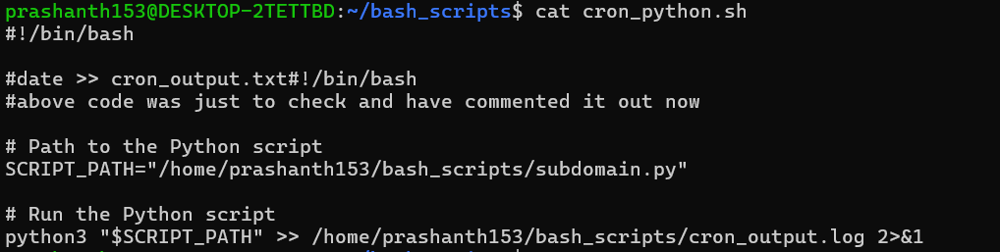 prashanth153@DESKTOP-2TETTBD:~/bash_scripts$ cat cron_python.sh
#!/bin/bash
#date >> cron_output.txt#!/bin/bash
#above code was just to check and have commented it out now
# Path to the Python script
SCRIPT_PATH="/home/prashanth153/bash_scripts/subdomain.py"
# Run the Python script
python3 "$SCRIPT_PATH" >> /home/prashanth153/bash_scripts/cron_output.log 2>&1